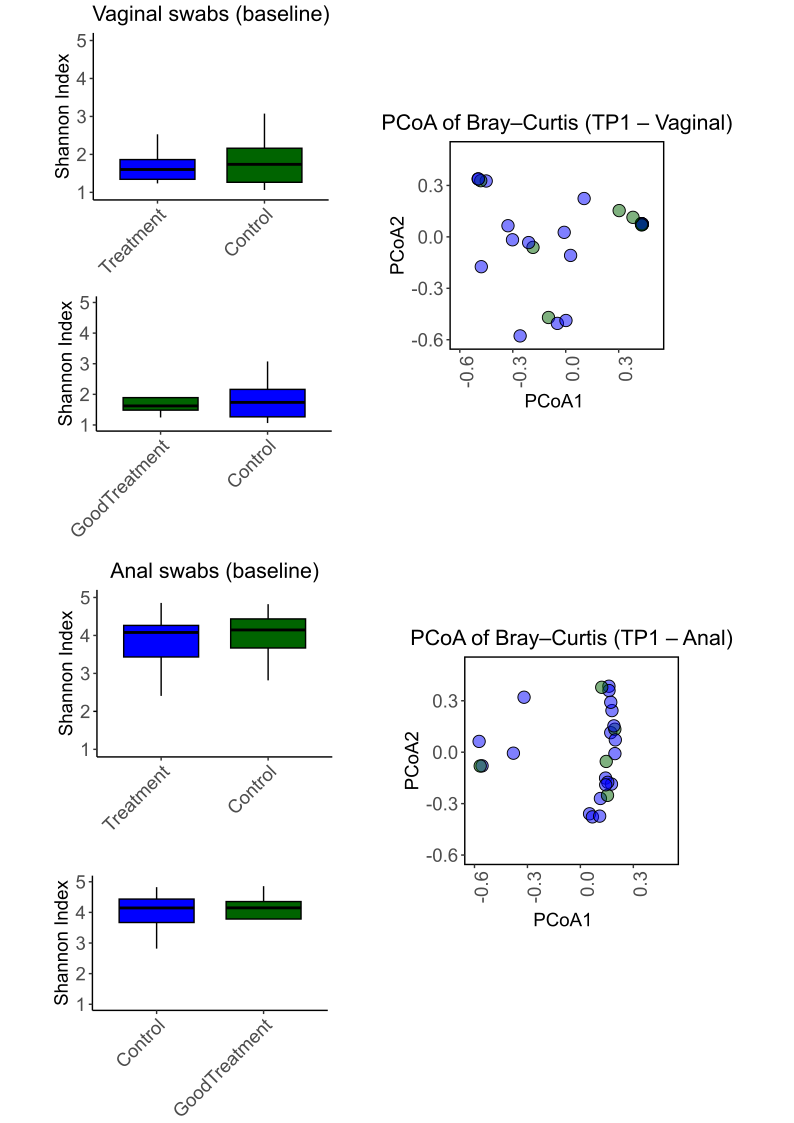 Vaginal swabs (baseline)
5
4
3
2
1
Shannon Index
Treatment
Control
PCoA of Bray–Curtis (TP1 – Vaginal)
0.3
0.0
-0.3
-0.6
PCoA2
-0.6
-0.3
0.0
0.3
PCoA1
5
4
3
2
1
Shannon Index
GoodTreatment
Control
Anal swabs (baseline)
5
4
3
2
1
Shannon Index
Treatment
Control
PCoA of Bray–Curtis (TP1 – Anal)
0.3
0.0
-0.3
-0.6
PCoA2
-0.6
-0.3
0.0
0.3
PCoA1
5
4
3
2
1
Shannon Index
Control
GoodTreatment